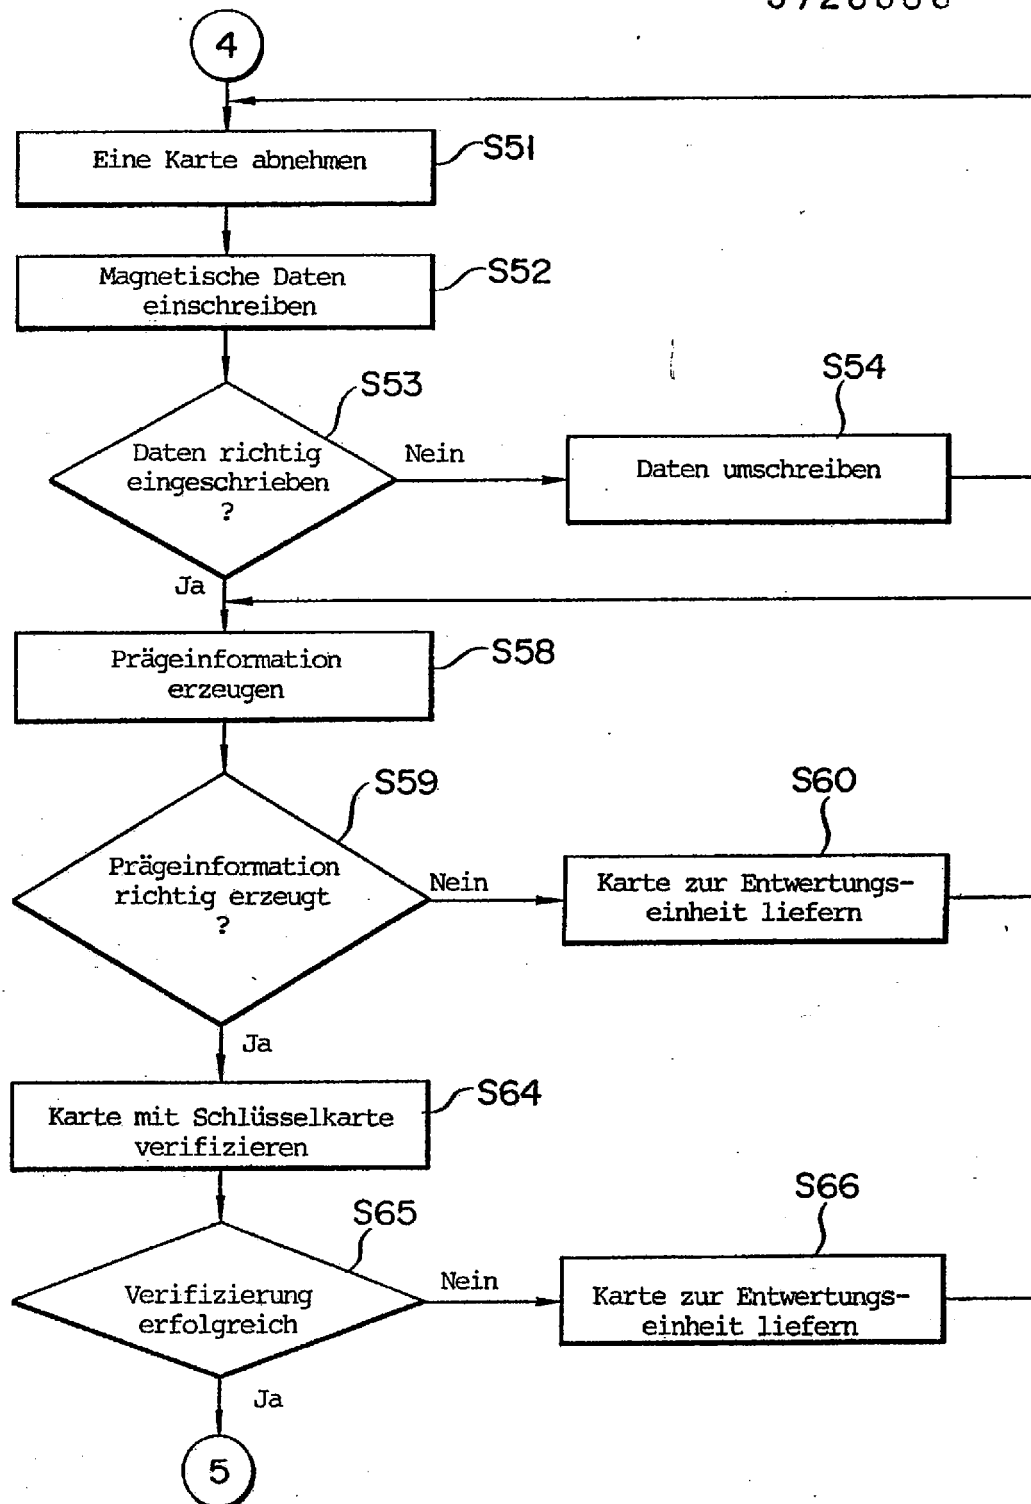 4
Eine Karte abnehmen
S51
Magnetische Daten
einschreiben
S52
S53
Daten richtig
eingeschrieben
?
Nein
S54
Daten umschreiben
Ja
Prägeinformation
erzeugen
S58
S59
Prägeinformation
richtig erzeugt
?
Nein
S60
Karte zur Entwertungs-
einheit liefern
Ja
Karte mit Schlüsselkarte
verifizieren
S64
S65
Verifizierung
erfolgreich
Nein
S66
Karte zur Entwertungs-
einheit liefern
Ja
5